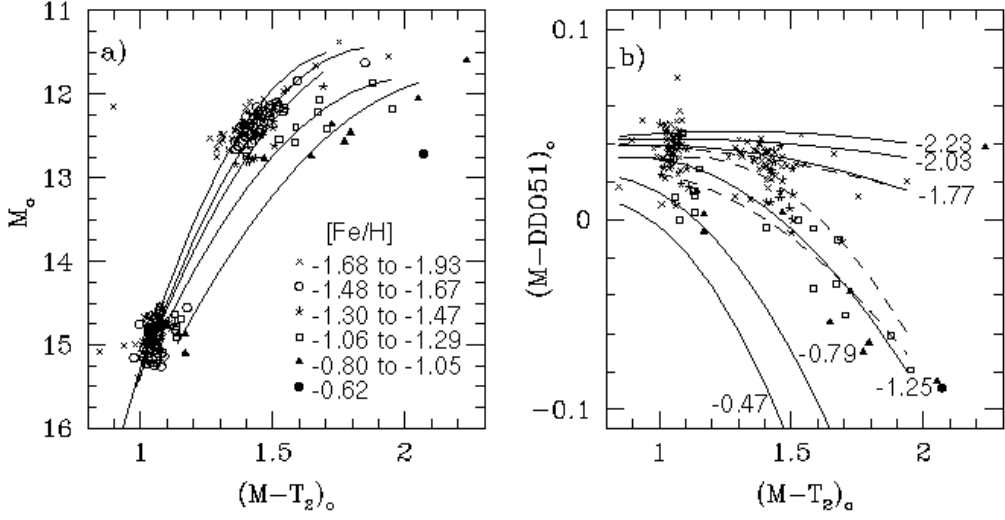 a)
11
12
13
14
15
16
M₀
1
1.5
2
(M−T₂)₀
[Fe/H]
× -1.68 to -1.93
○ -1.48 to -1.67
✶ -1.30 to -1.47
□ -1.06 to -1.29
▲ -0.80 to -1.05
● -0.62
b)
0.1
0
−0.1
(M−DDO51)₀
1
1.5
2
(M−T₂)₀
-2.23
-2.03
-1.77
-0.79
-1.25
-0.47